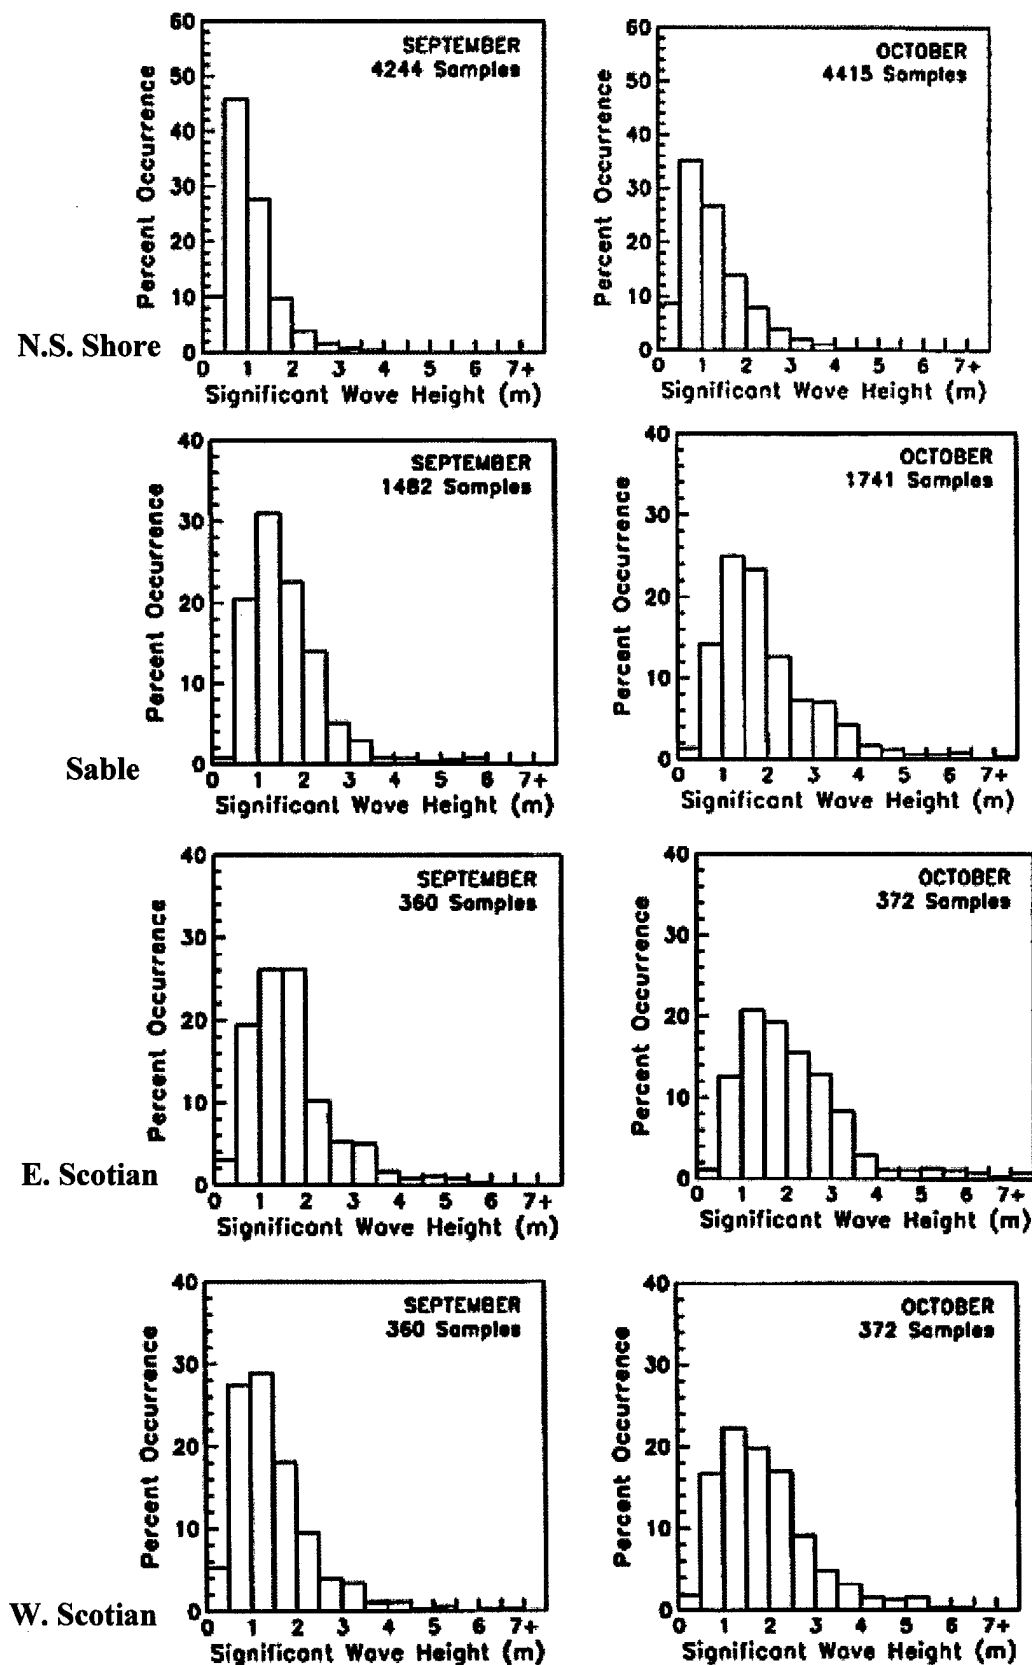 60
50
40
30
20
10
0
Percent Occurrence
SEPTEMBER
4244 Samples
0 1 2 3 4 5 6 7+
Significant Wave Height (m)
60
50
40
30
20
10
0
Percent Occurrence
OCTOBER
4415 Samples
0 1 2 3 4 5 6 7+
Significant Wave Height (m)
N.S. Shore
40
30
20
10
0
Percent Occurrence
SEPTEMBER
1482 Samples
0 1 2 3 4 5 6 7+
Significant Wave Height (m)
40
30
20
10
0
Percent Occurrence
OCTOBER
1741 Samples
0 1 2 3 4 5 6 7+
Significant Wave Height (m)
Sable
40
30
20
10
0
Percent Occurrence
SEPTEMBER
360 Samples
0 1 2 3 4 5 6 7+
Significant Wave Height (m)
40
30
20
10
0
Percent Occurrence
OCTOBER
372 Samples
0 1 2 3 4 5 6 7+
Significant Wave Height (m)
E. Scotian
40
30
20
10
0
Percent Occurrence
SEPTEMBER
360 Samples
0 1 2 3 4 5 6 7+
Significant Wave Height (m)
40
30
20
10
0
Percent Occurrence
OCTOBER
372 Samples
0 1 2 3 4 5 6 7+
Significant Wave Height (m)
W. Scotian